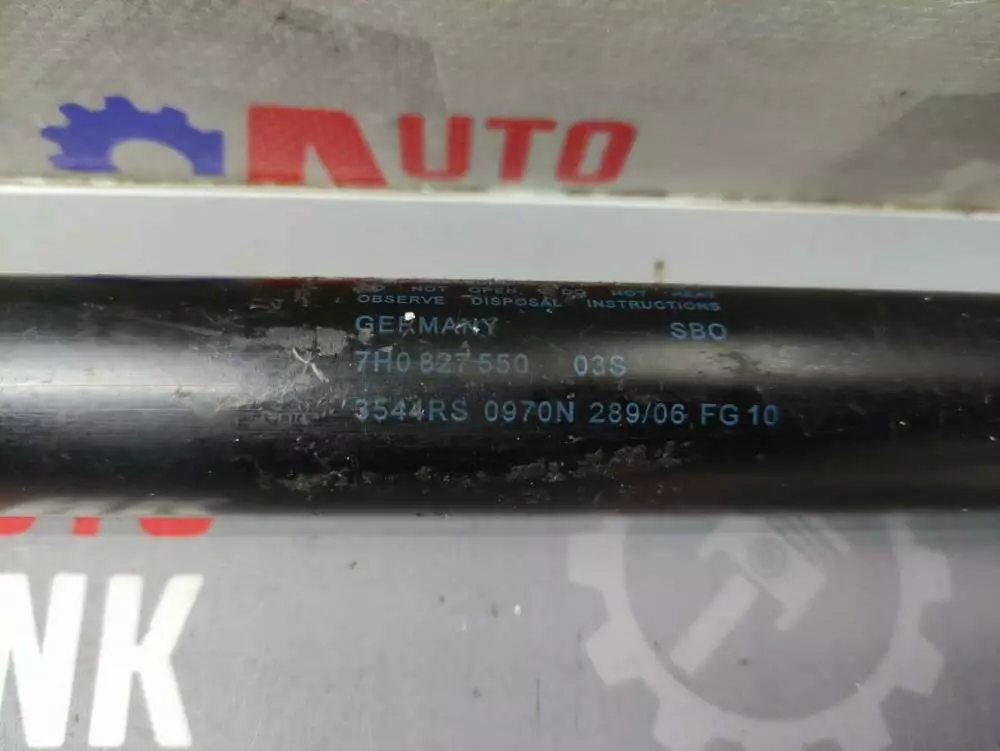 AUTO
DO NOT OPEN DO NOT HEAT
OBSERVE DISPOSAL INSTRUCTIONS
GERMANY SBO
7H0 827 550 03S
3544RS 0970N 289/06 FG10
NK